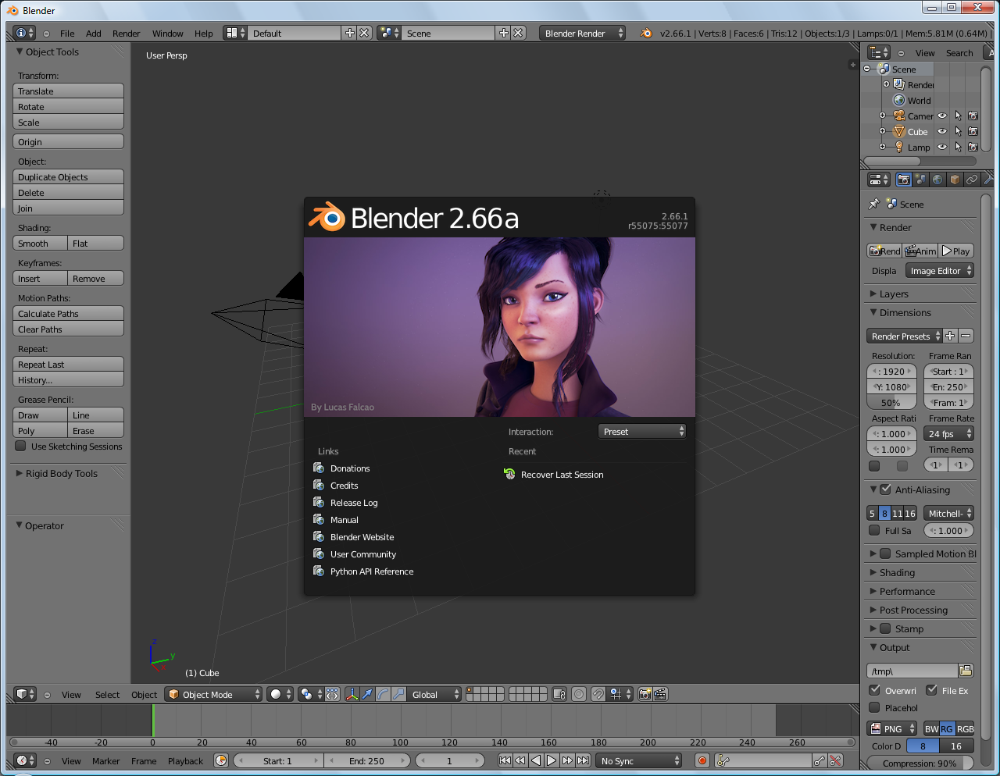 Blender
File Add Render Window Help Default Scene Blender Render v2.66.1 | Verts:8 | Faces:6 | Tris:12 | Objects:1/3 | Lamps:0/1 | Mem:5.81M (0.64M) |
Object Tools
Transform:
Translate
Rotate
Scale
Origin
Object:
Duplicate Objects
Delete
Join
Shading:
Smooth Flat
Keyframes:
Insert Remove
Motion Paths:
Calculate Paths
Clear Paths
Repeat:
Repeat Last
History...
Grease Pencil:
Draw Line
Poly Erase
Use Sketching Sessions
Rigid Body Tools
Operator
User Persp
Blender 2.66a
2.66.1
r55075:55077
By Lucas Falcao
Interaction: Preset
Links
Donations
Credits
Release Log
Manual
Blender Website
User Community
Python API Reference
Recent
Recover Last Session
z
y
x
(1) Cube
View Select Object Object Mode Global
-40 -20 0 20 40 60 80 100 120 140 160 180 200 220 240 260
View Marker Frame Playback Start: 1 End: 250 1 No Sync
View Search A
Scene
Render
World
Camer
Cube
Lamp
Scene
Render
Rend Anim Play
Displa Image Editor
Layers
Dimensions
Render Presets
Resolution: Frame Ran
: 1920 Start : 1
Y: 1080 En: 250
50% Fram: 1
Aspect Rati Frame Rate
: 1.000 24 fps
: 1.000 Time Rema
1 1
Anti-Aliasing
5 8 11 16 Mitchell-
Full Sa : 1.000
Sampled Motion Bl
Shading
Performance
Post Processing
Stamp
Output
/tmp\
Overwri File Ex
Placehol
PNG BW RG RGB
Color D 8 16
Compression: 90%